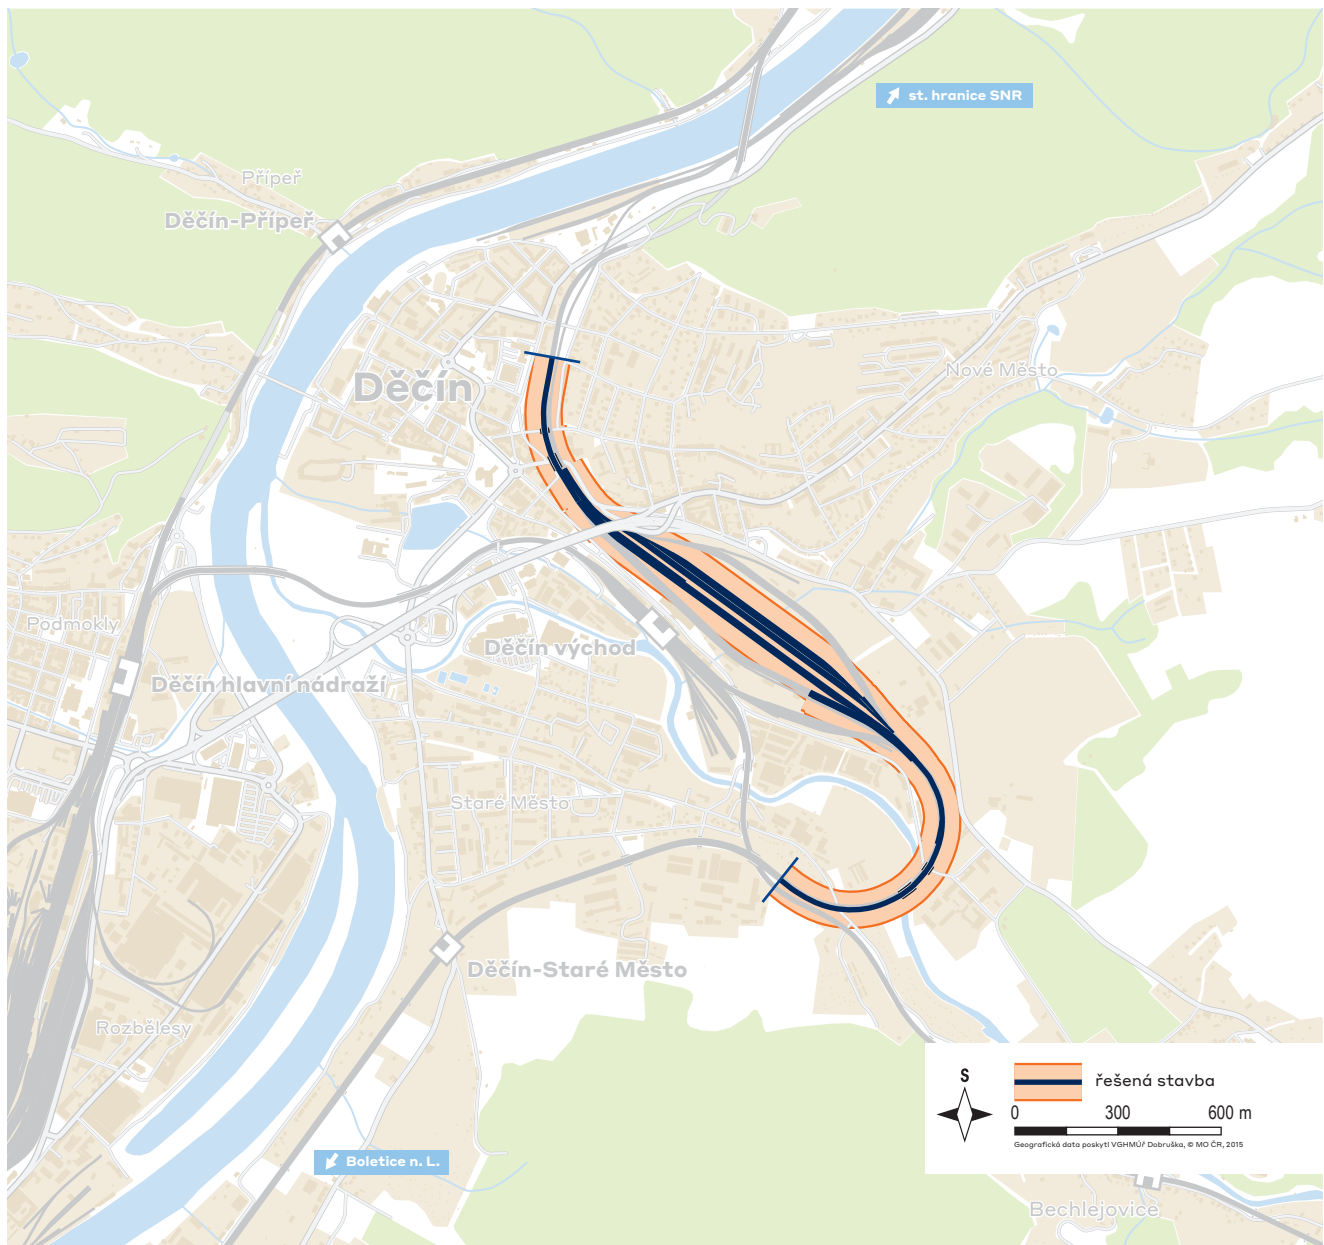 st. hranice SNR
Přípeř
Děčín-Přípeř
Nové Město
Děčín
Podmokly
Děčín východ
Děčín hlavní nádraží
Staré Město
Děčín-Staré Město
Rozbělesy
S
řešená stavba
0 300 600 m
Geografická data poskytl VGHMÚř Dobruška, © MO ČR, 2015
Boletice n. L.
Bechlejovice